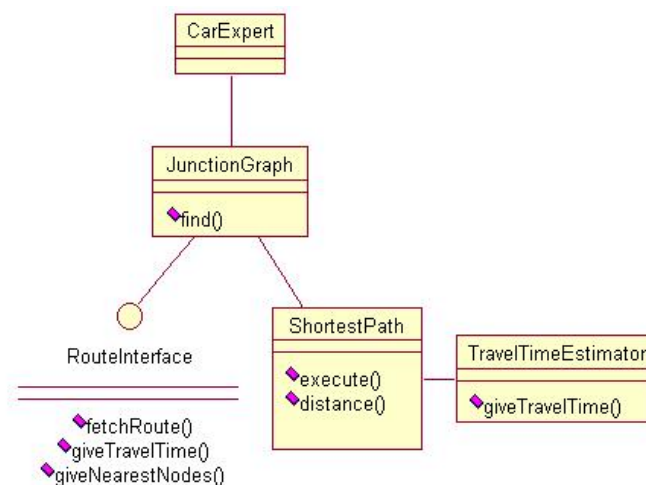 CarExpert
JunctionGraph
find()
RouteInterface
fetchRoute()
giveTravelTime()
giveNearestNodes()
ShortestPath
execute()
distance()
TravelTimeEstimator
giveTravelTime()